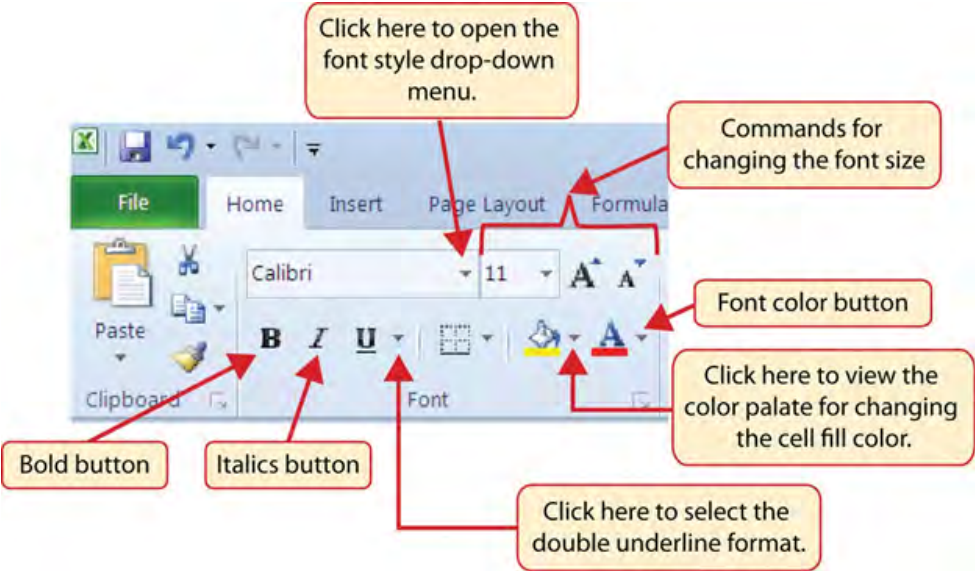 Click here to open the
font style drop-down
menu.
Commands for
changing the font size
File Home Insert Page Layout Formula
Calibri 11 A A
Font color button
Paste B I U A
Click here to view the
color palate for changing
the cell fill color.
Clipboard Font
Bold button
Italics button
Click here to select the
double underline format.